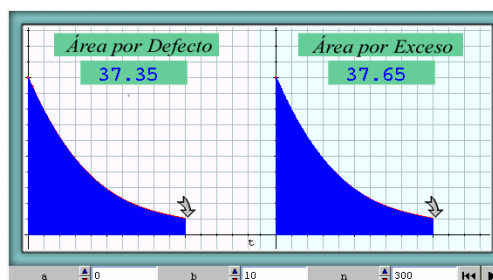 Área por Defecto
37.35
Área por Exceso
37.65
t
a 0 b 10 n 300